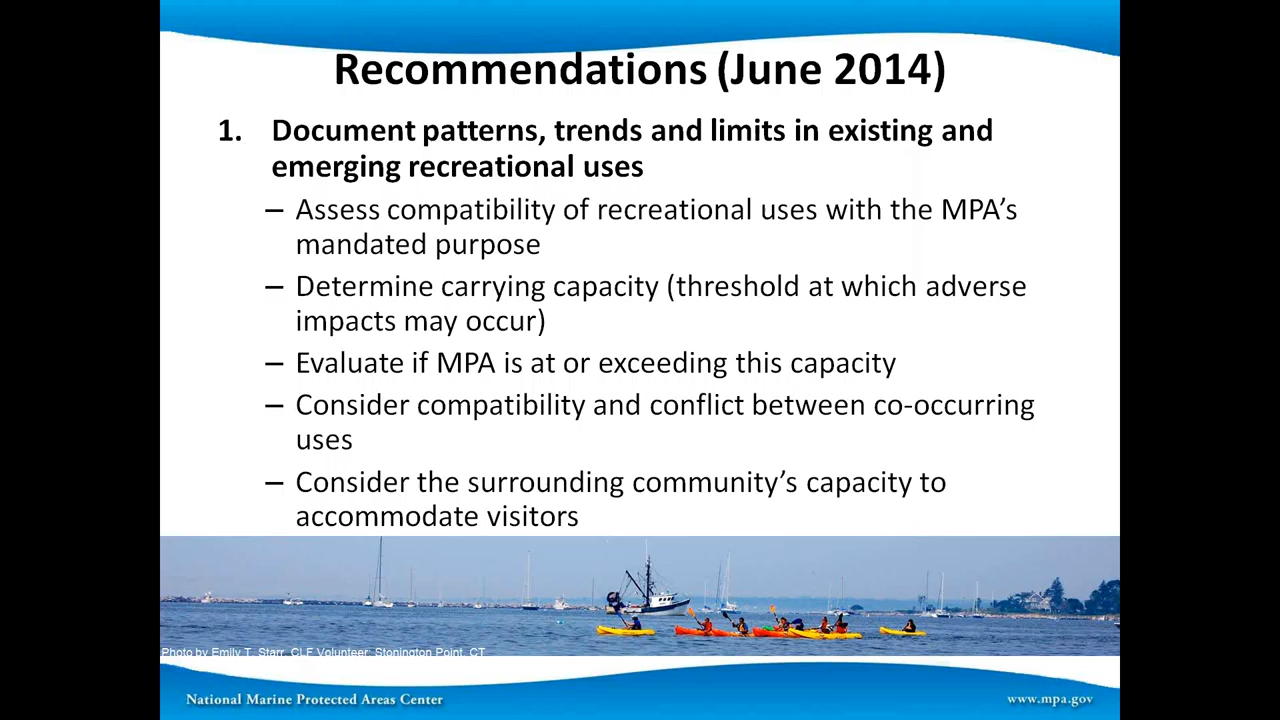 Recommendations (June 2014)
1. Document patterns, trends and limits in existing and
emerging recreational uses
– Assess compatibility of recreational uses with the MPA’s
mandated purpose
– Determine carrying capacity (threshold at which adverse
impacts may occur)
– Evaluate if MPA is at or exceeding this capacity
– Consider compatibility and conflict between co-occurring
uses
– Consider the surrounding community’s capacity to
accommodate visitors
Photo by Emily T. Starr, CLF Volunteer: Stonington Point, CT
National Marine Protected Areas Center
www.mpa.gov